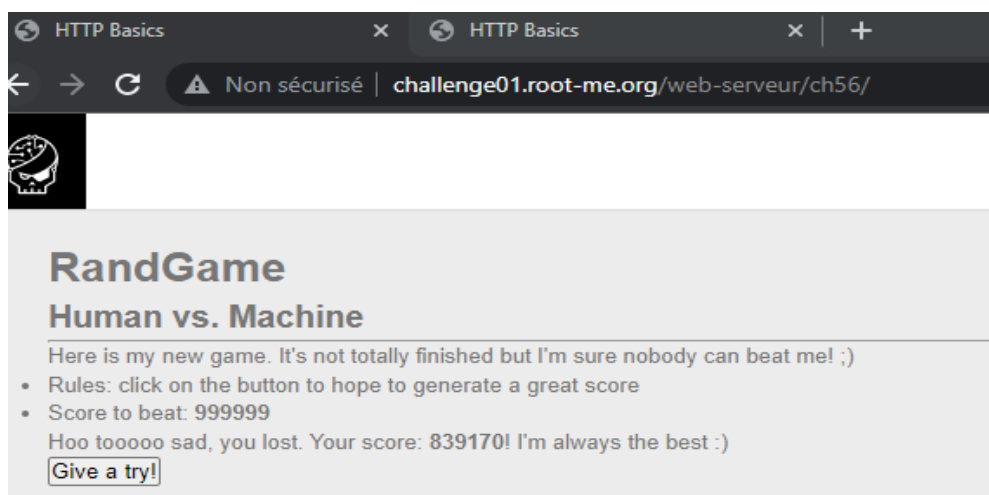 HTTP Basics
HTTP Basics
Non sécurisé | challenge01.root-me.org/web-serveur/ch56/
RandGame
Human vs. Machine
Here is my new game. It's not totally finished but I'm sure nobody can beat me! ;)
• Rules: click on the button to hope to generate a great score
• Score to beat: 999999
Hoo tooooo sad, you lost. Your score: 839170! I'm always the best :)
Give a try!